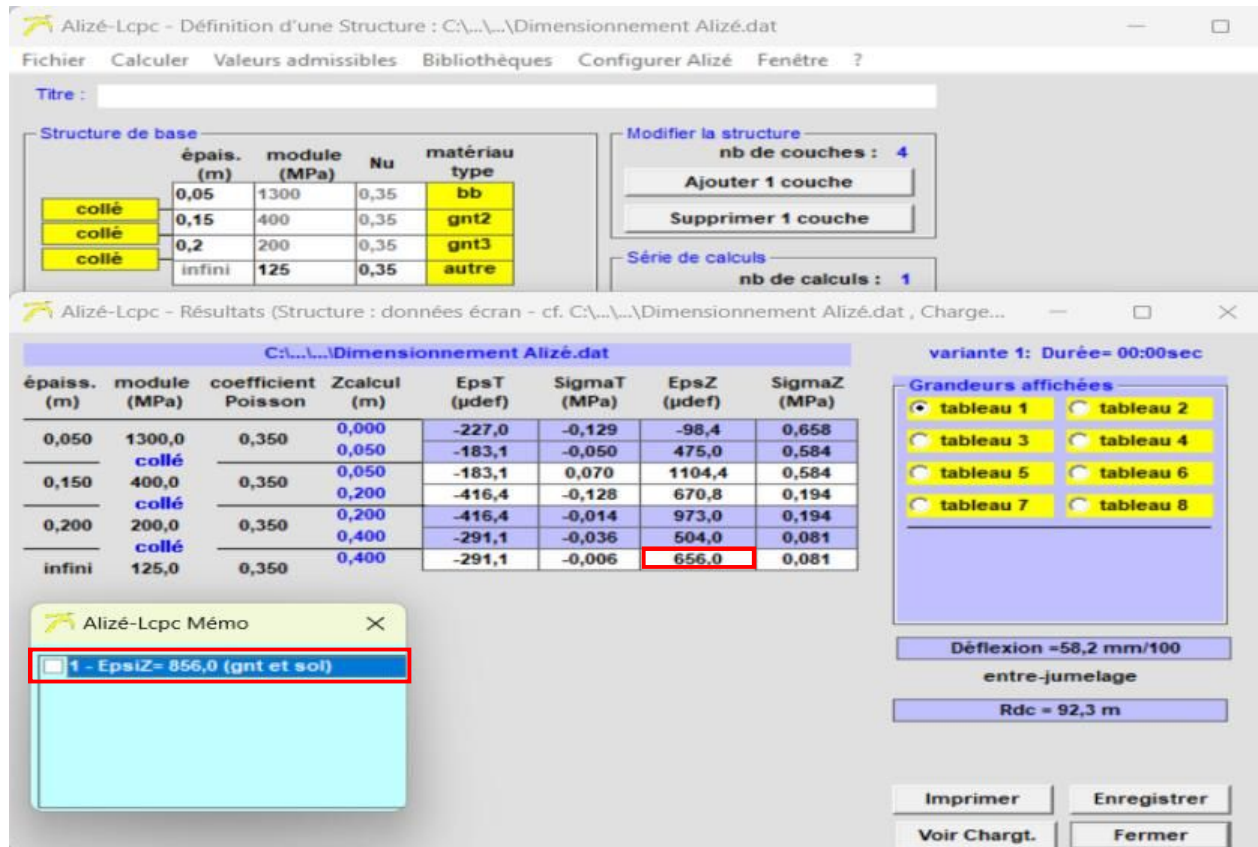 Alizé-Lcpc - Définition d'une Structure : C:\...\...\Dimensionnement Alizé.dat
Fichier Calculer Valeurs admissibles Bibliothèques Configurer Alizé Fenêtre ?
Titre :
Structure de base
épais. (m) module (MPa) Nu matériau type
0,05 1300 0,35 bb
collé
0,15 400 0,35 gnt2
collé
0,2 200 0,35 gnt3
collé
infini 125 0,35 autre
Modifier la structure
nb de couches : 4
Ajouter 1 couche
Supprimer 1 couche
Série de calculs
nb de calculs : 1
Alizé-Lcpc - Résultats (Structure : données écran - cf. C:\...\...\Dimensionnement Alizé.dat , Charge...
C:\...\...\Dimensionnement Alizé.dat
variante 1: Durée= 00:00sec
épaiss. module coefficient Zcalcul EpsT SigmaT EpsZ SigmaZ
(m) (MPa) Poisson (m) (µdef) (MPa) (µdef) (MPa)
0,000 -227,0 -0,129 -98,4 0,658
0,050 1300,0 0,350
collé 0,050 -183,1 -0,050 475,0 0,584
0,050 -183,1 0,070 1104,4 0,584
0,150 400,0 0,350
collé 0,200 -416,4 -0,128 670,8 0,194
0,200 -416,4 -0,014 973,0 0,194
0,200 200,0 0,350
collé 0,400 -291,1 -0,036 504,0 0,081
0,400 -291,1 -0,006 656,0 0,081
infini 125,0 0,350
Grandeurs affichées
tableau 1 tableau 2
tableau 3 tableau 4
tableau 5 tableau 6
tableau 7 tableau 8
Alizé-Lcpc Mémo
1 - EpsiZ= 856,0 (gnt et sol)
Déflexion =58,2 mm/100
entre-jumelage
Rdc = 92,3 m
Imprimer Enregistrer
Voir Chargt. Fermer